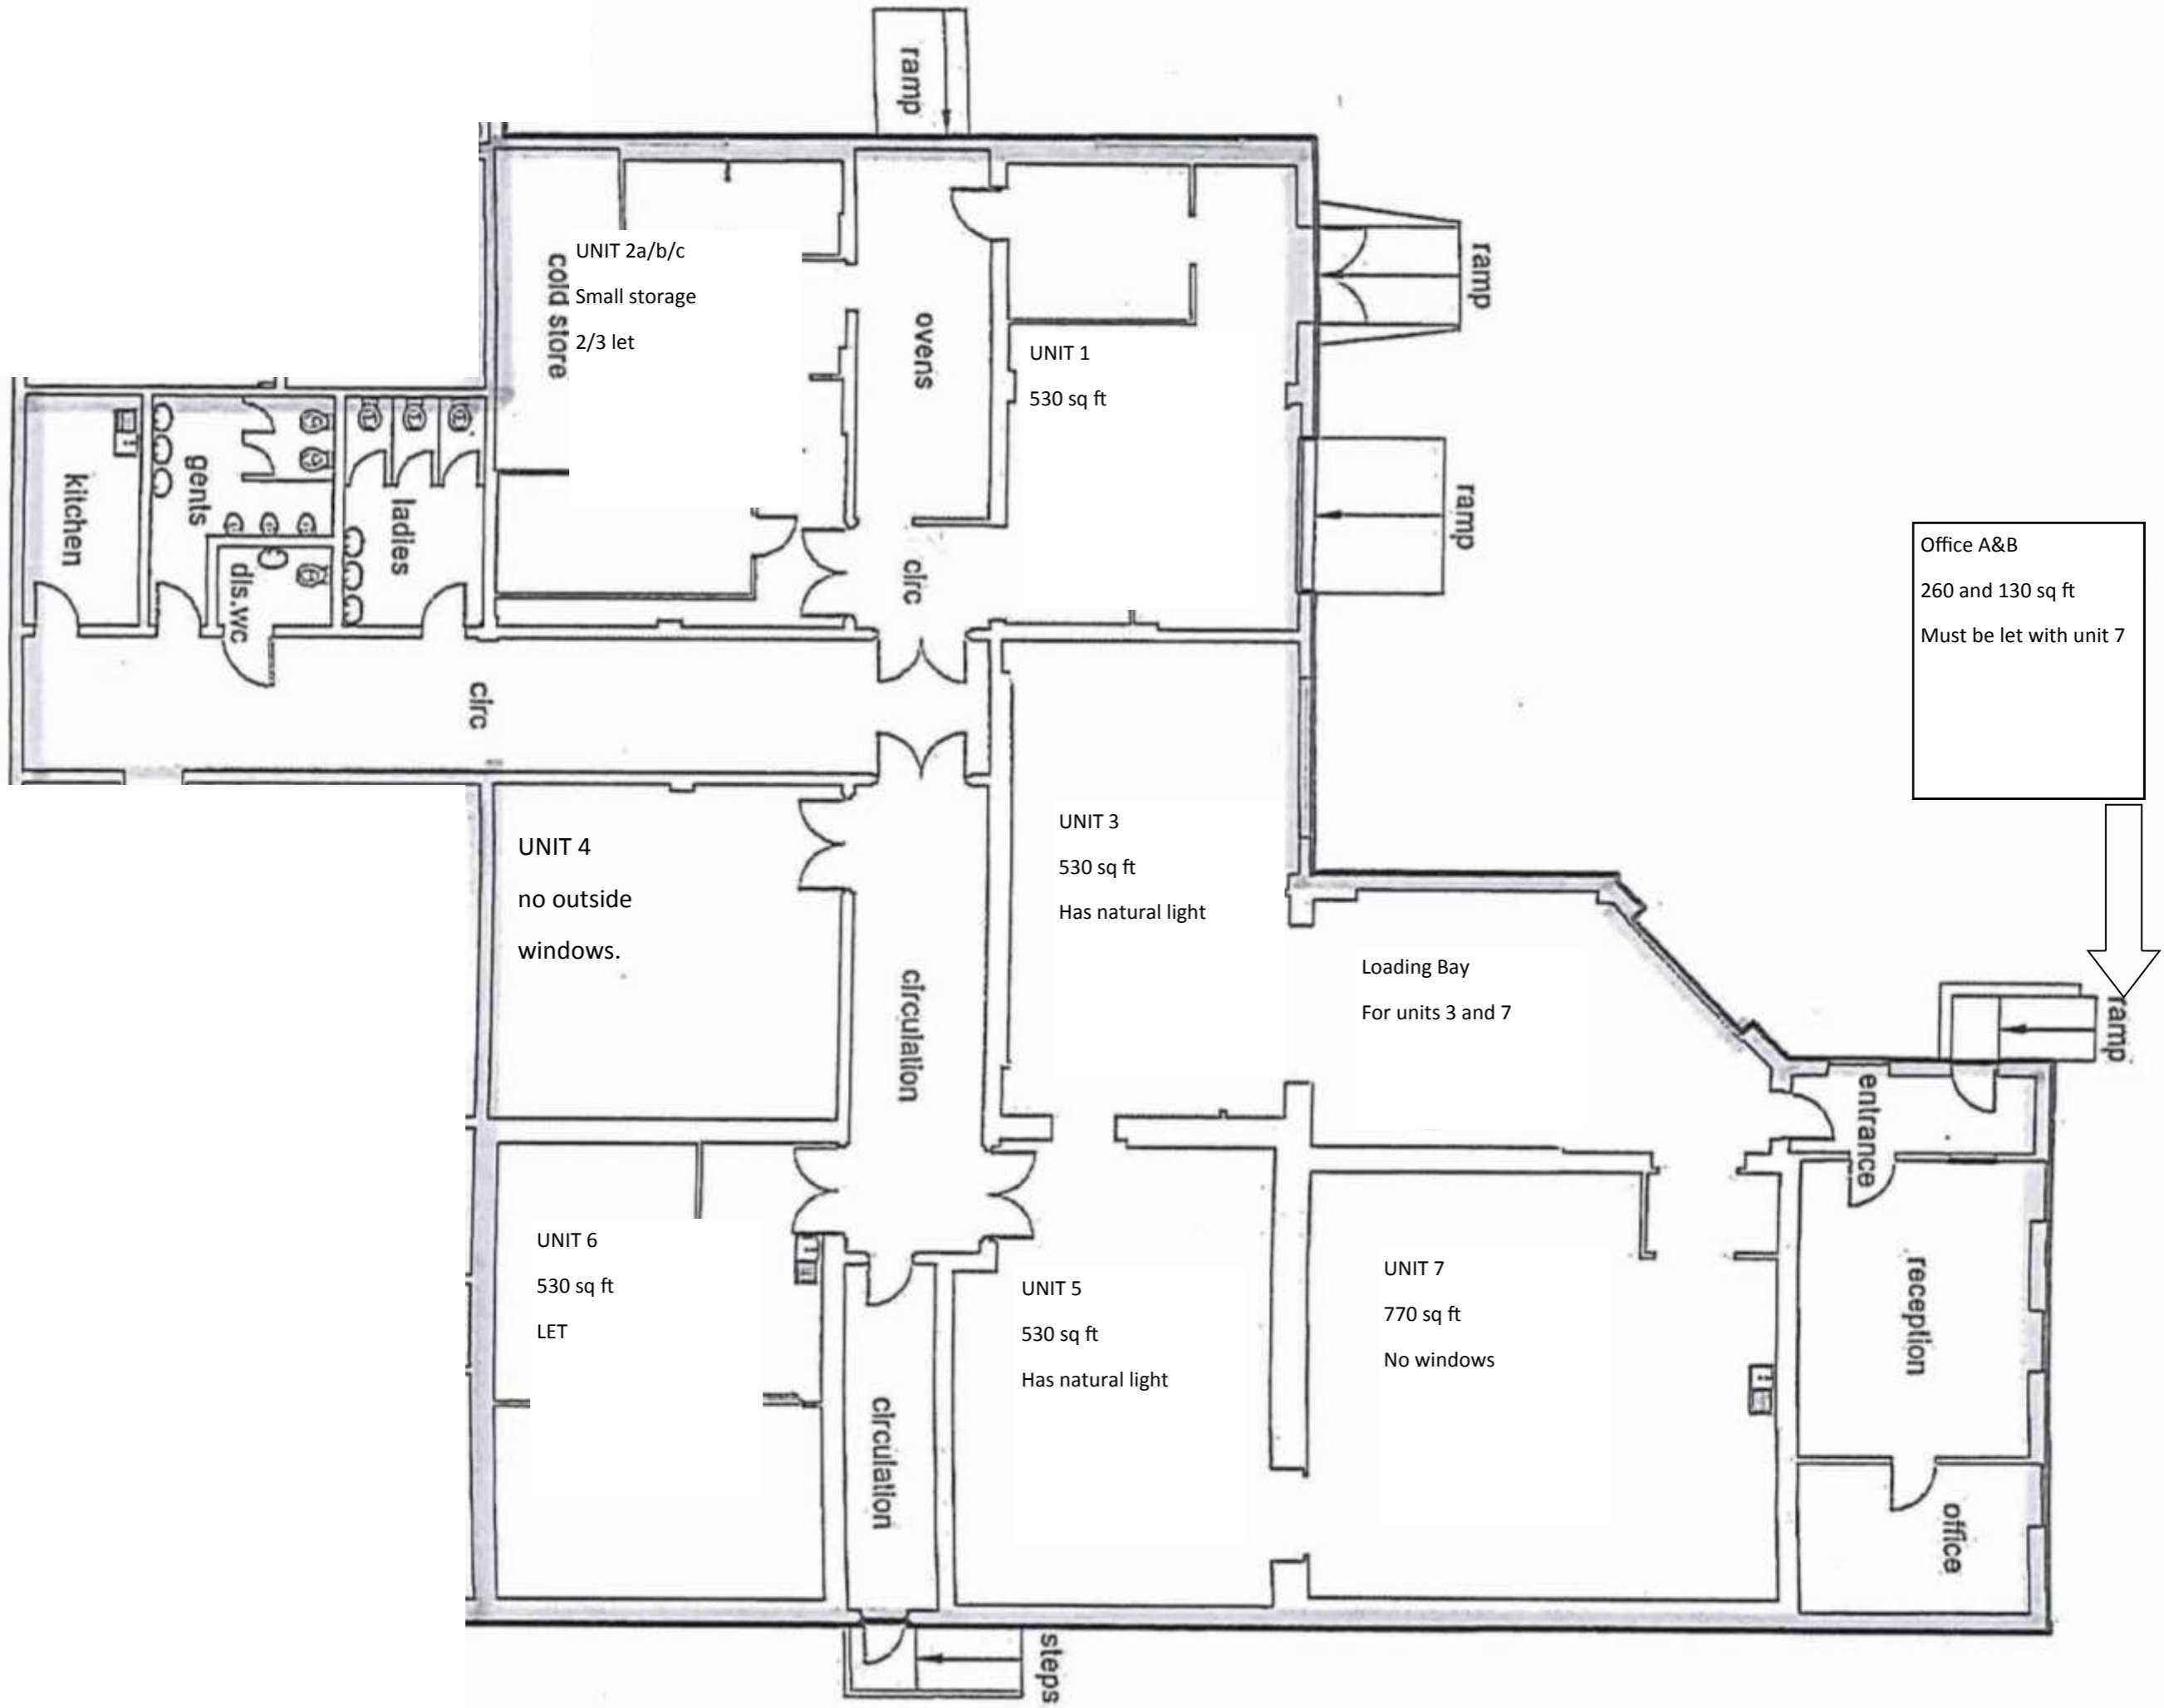 ramp
ramp
UNIT 2a/b/c
Small storage
2/3 let
cold store
ovens
UNIT 1
530 sq ft
ramp
kitchen
gents
dis.wc
ladies
circ
circ
Office A&B
260 and 130 sq ft
Must be let with unit 7
UNIT 4
no outside
windows.
circulation
UNIT 3
530 sq ft
Has natural light
Loading Bay
For units 3 and 7
ramp
entrance
UNIT 6
530 sq ft
LET
circulation
UNIT 5
530 sq ft
Has natural light
UNIT 7
770 sq ft
No windows
reception
office
steps